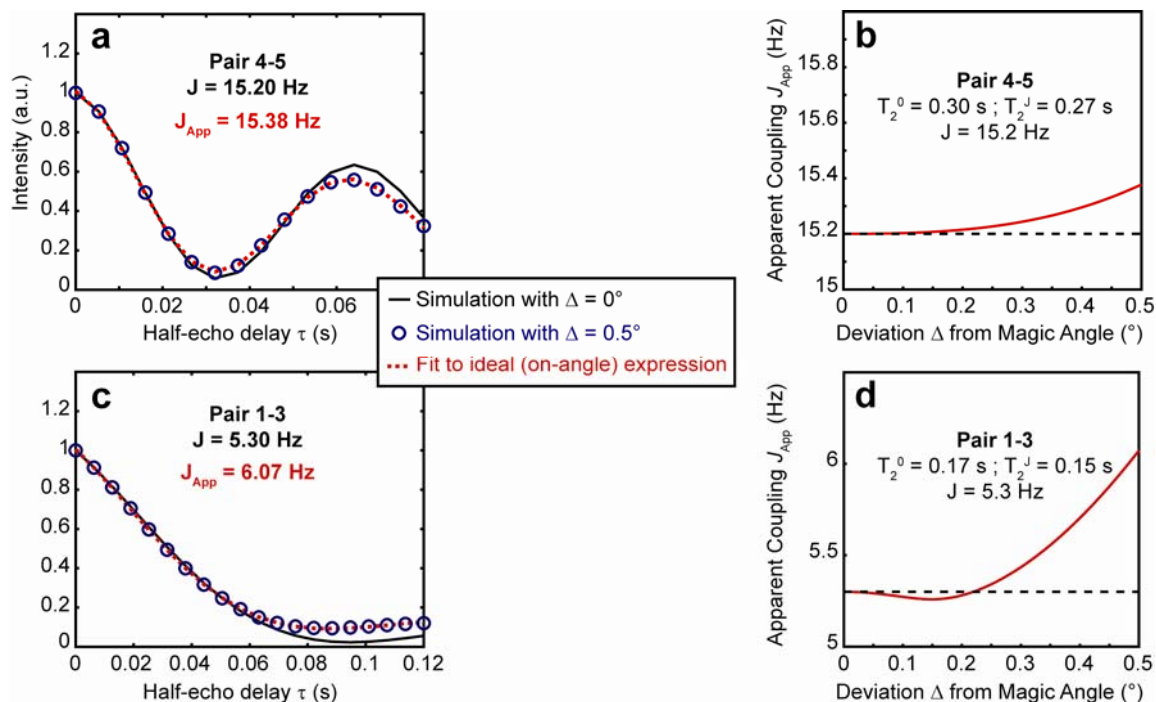 a
Pair 4-5
J = 15.20 Hz
J_App = 15.38 Hz
Intensity (a.u.)
1.2
1
0.8
0.6
0.4
0.2
0
0 0.02 0.04 0.06
Half-echo delay τ (s)
b
Pair 4-5
T₂⁰ = 0.30 s ; T₂ᴶ = 0.27 s
J = 15.2 Hz
Apparent Coupling J_App (Hz)
15.8
15.6
15.4
15.2
15
0 0.1 0.2 0.3 0.4 0.5
Deviation Δ from Magic Angle (°)
Simulation with Δ = 0°
Simulation with Δ = 0.5°
Fit to ideal (on-angle) expression
c
Pair 1-3
J = 5.30 Hz
J_App = 6.07 Hz
1.2
1
0.8
0.6
0.4
0.2
0
0 0.02 0.04 0.06 0.08 0.1 0.12
Half-echo delay τ (s)
d
Pair 1-3
T₂⁰ = 0.17 s ; T₂ᴶ = 0.15 s
J = 5.3 Hz
Apparent Coupling J_App (Hz)
6
5.5
5
0 0.1 0.2 0.3 0.4 0.5
Deviation Δ from Magic Angle (°)